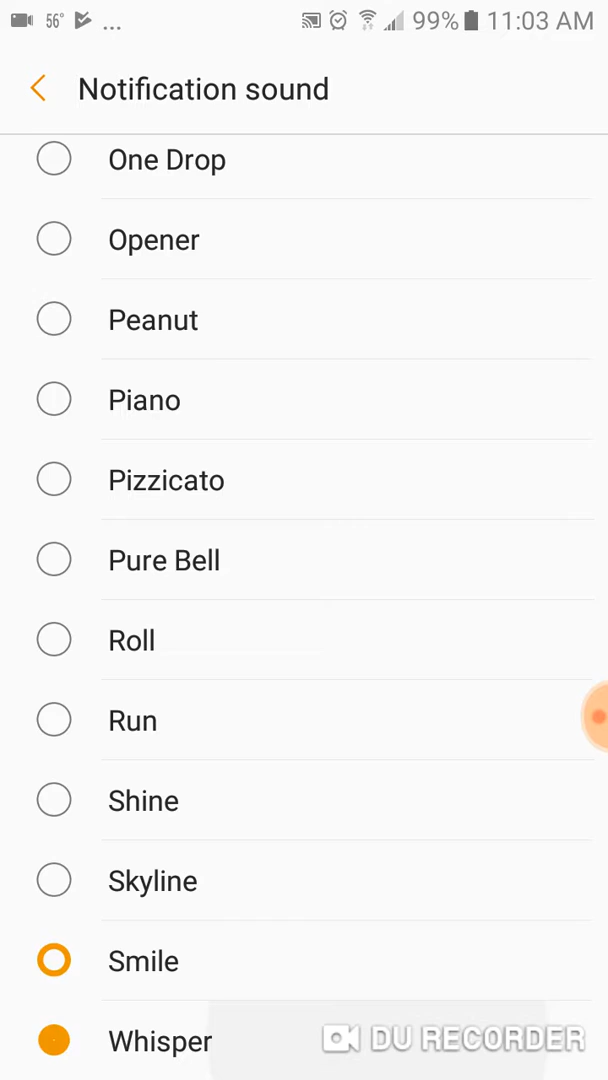 56° ... 99% 11:03 AM
Notification sound
One Drop
Opener
Peanut
Piano
Pizzicato
Pure Bell
Roll
Run
Shine
Skyline
Smile
Whisper
DU RECORDER